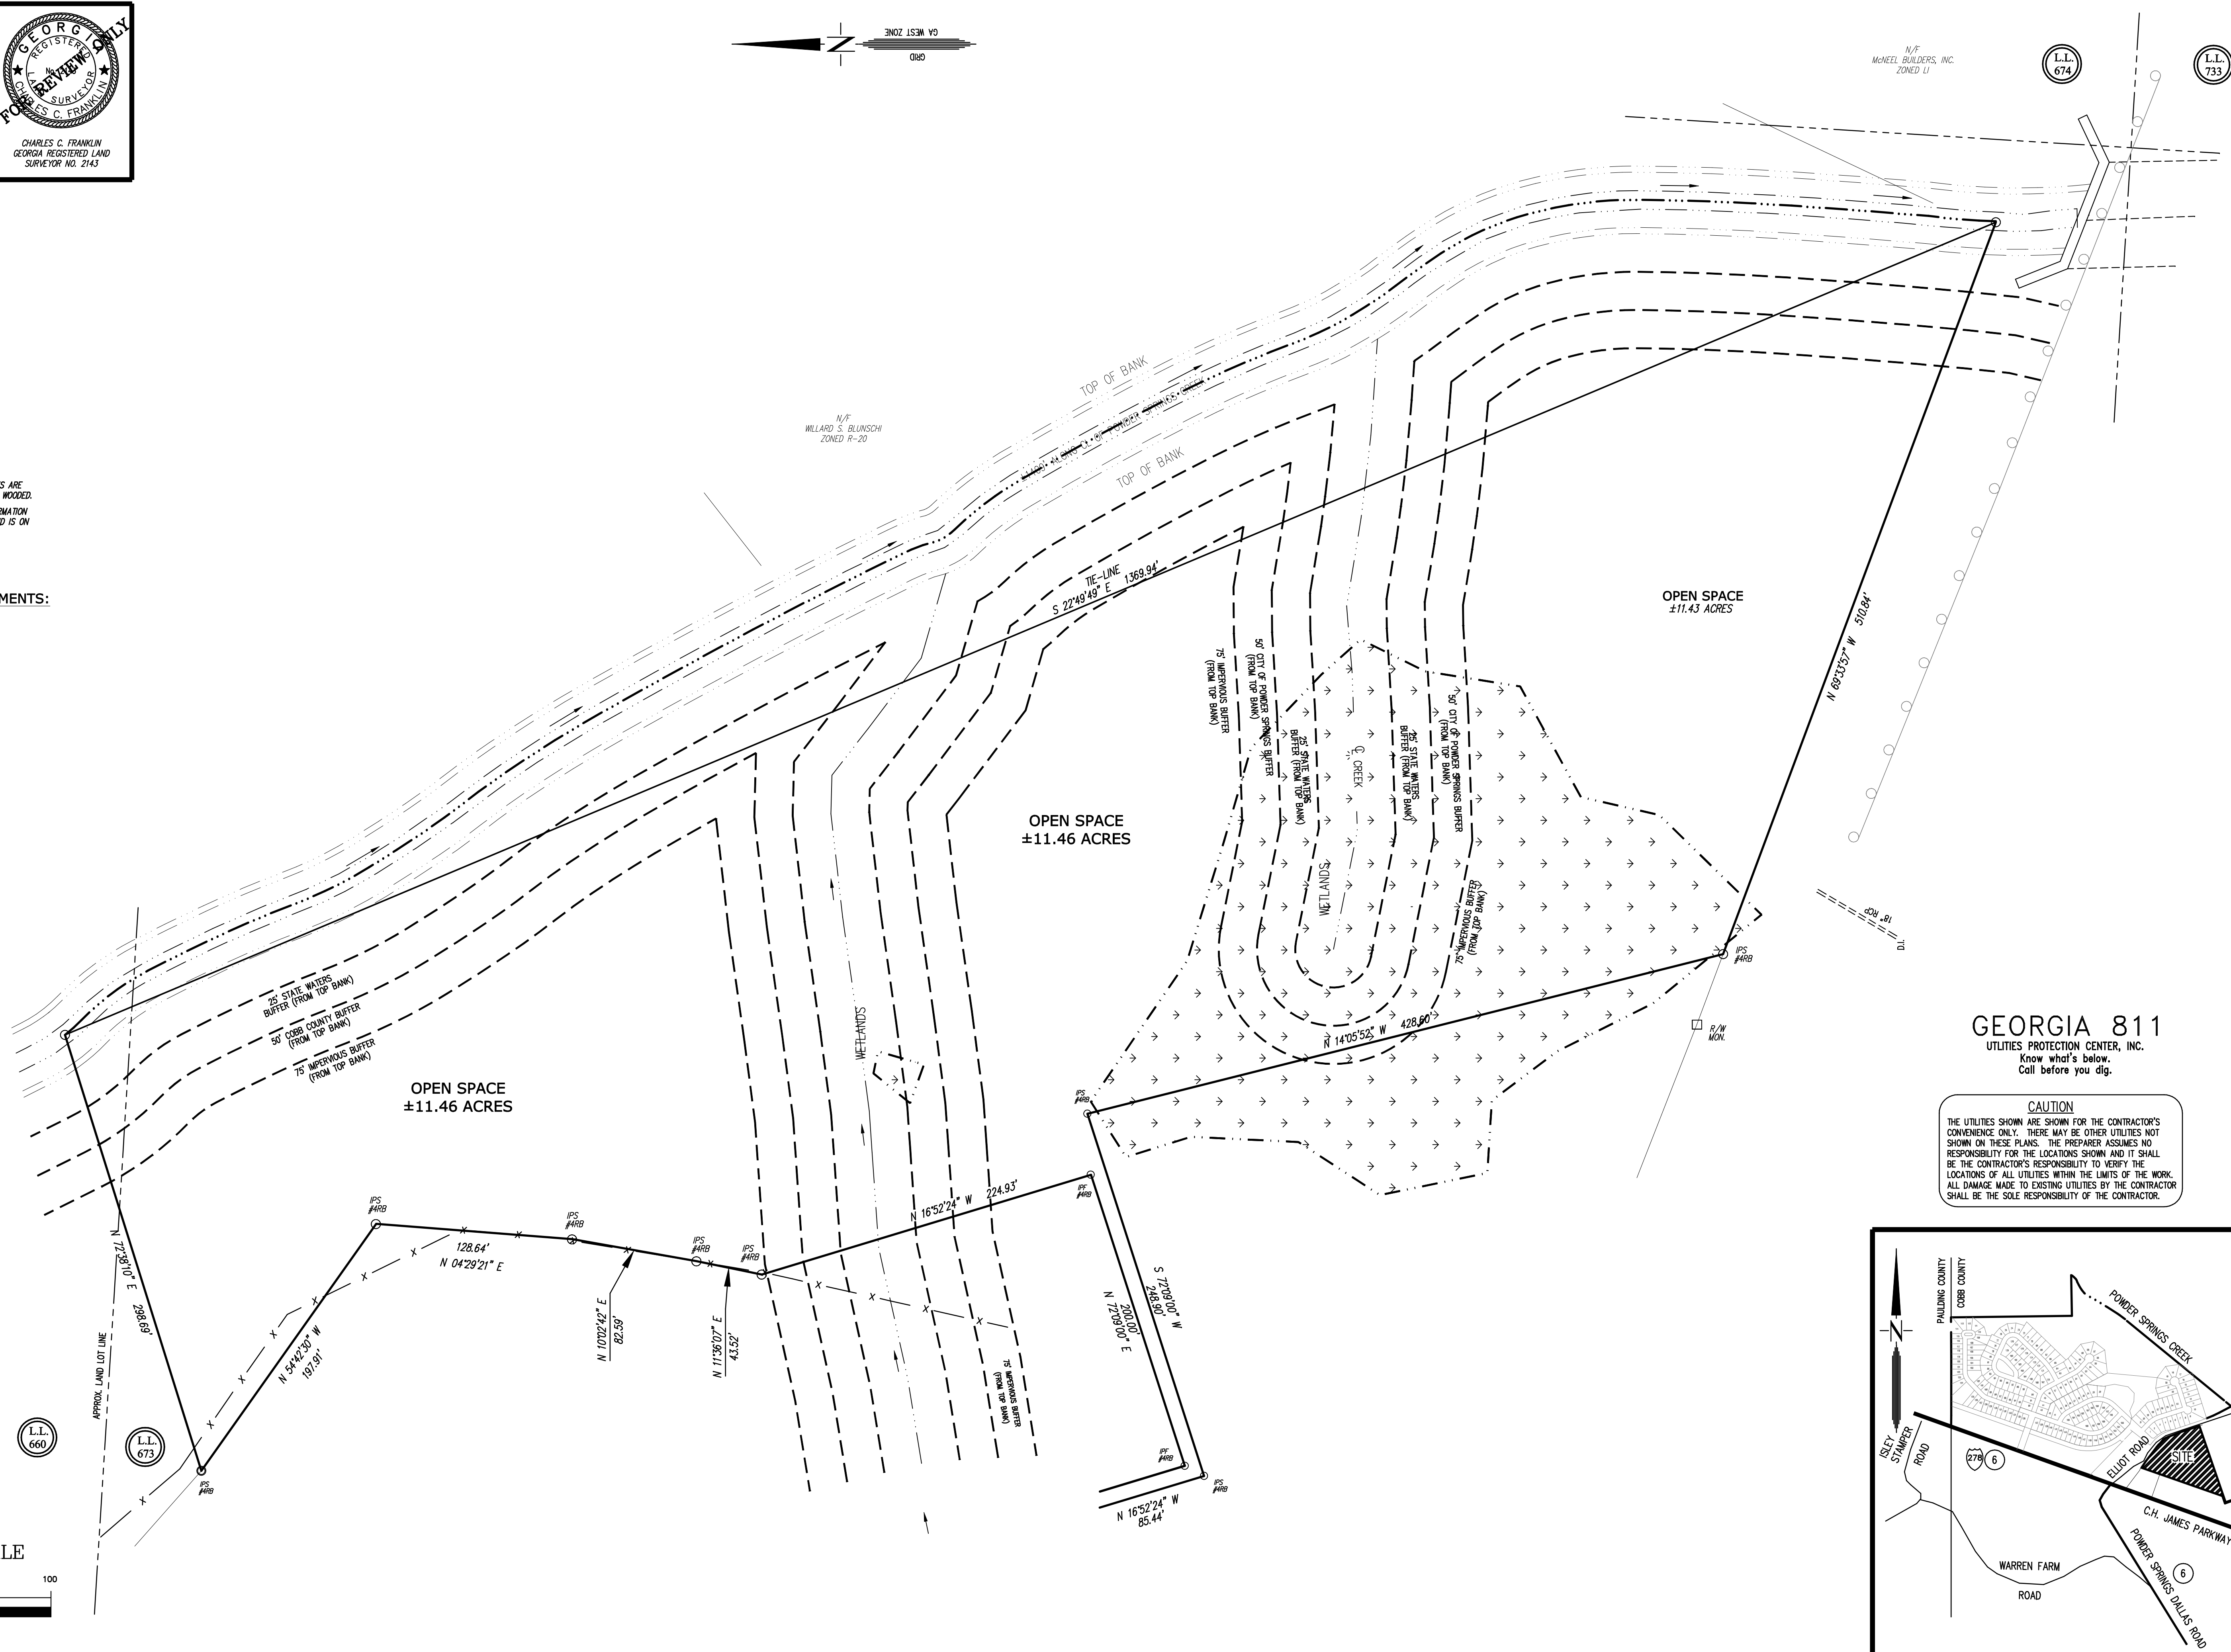 GEORGIA
REGISTERED
No.
LAND SURVEYOR
CHARLES C. FRANKLIN
FOR REVIEW ONLY
CHARLES C. FRANKLIN
GEORGIA REGISTERED LAND
SURVEYOR NO. 2143
GRID
GA WEST ZONE
N
N/F
McNEEL BUILDERS, INC.
ZONED LI
L.L.
674
L.L.
733
S ARE
WOODED.
RMATION
D IS ON
MENTS:
N/F
WILLARD S. BLUNSCHI
ZONED R-20
TOP OF BANK
ALONG CL OF POWDER SPRINGS CREEK
TOP OF BANK
TIE-LINE
S 22°49'49" E 1369.94'
OPEN SPACE
±11.43 ACRES
N 69°33'57" W 510.84'
75' IMPERVIOUS BUFFER
(FROM TOP BANK)
50' CITY OF POWDER SPRINGS BUFFER
(FROM TOP BANK)
25' STATE WATERS
BUFFER (FROM TOP BANK)
CREEK
25' STATE WATERS
BUFFER (FROM TOP BANK)
50' CITY OF POWDER SPRINGS BUFFER
(FROM TOP BANK)
WETLANDS
75' IMPERVIOUS BUFFER
(FROM TOP BANK)
OPEN SPACE
±11.46 ACRES
18" RCP
DI
IPS
#4RB
R/W
MON.
N 14°05'52" W 428.60'
25' STATE WATERS
BUFFER (FROM TOP BANK)
50' COBB COUNTY BUFFER
(FROM TOP BANK)
75' IMPERVIOUS BUFFER
(FROM TOP BANK)
WETLANDS
OPEN SPACE
±11.46 ACRES
IPS
#4RB
IPF
#4RB
N 16°52'24" W 224.93'
IPS
#4RB
IPS
#4RB
IPS
#4RB
IPS
#4RB
128.64'
N 04°29'21" E
N 10°02'42" E
82.59'
N 11°36'07" E
43.52'
N 72°38'10" E 298.69'
N 54°42'30" W
197.91'
S 72°09'00" W
248.90'
200.00'
N 72°09'00" E
75' IMPERVIOUS BUFFER
(FROM TOP BANK)
APPROX. LAND LOT LINE
L.L.
660
L.L.
673
IPS
#4RB
IPF
#4RB
IPS
#4RB
N 16°52'24" W
85.44'
LE
100
GEORGIA 811
UTLITIES PROTECTION CENTER, INC.
Know what's below.
Call before you dig.
CAUTION
THE UTILITIES SHOWN ARE SHOWN FOR THE CONTRACTOR'S
CONVENIENCE ONLY. THERE MAY BE OTHER UTILITIES NOT
SHOWN ON THESE PLANS. THE PREPARER ASSUMES NO
RESPONSIBILITY FOR THE LOCATIONS SHOWN AND IT SHALL
BE THE CONTRACTOR'S RESPONSIBILITY TO VERIFY THE
LOCATIONS OF ALL UTILITIES WITHIN THE LIMITS OF THE WORK.
ALL DAMAGE MADE TO EXISTING UTILITIES BY THE CONTRACTOR
SHALL BE THE SOLE RESPONSIBILITY OF THE CONTRACTOR.
N
PAULDING COUNTY
COBB COUNTY
POWDER SPRINGS CREEK
ISLEY
STAMPER
ROAD
278
6
ELLIOT ROAD
SITE
C.H. JAMES PARKWAY
WARREN FARM
ROAD
POWDER SPRINGS DALLAS ROAD
6